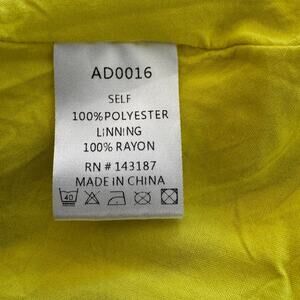 AD0016
SELF
100%POLYESTER
LiNNING
100% RAYON
RN # 143187
MADE IN CHINA
40